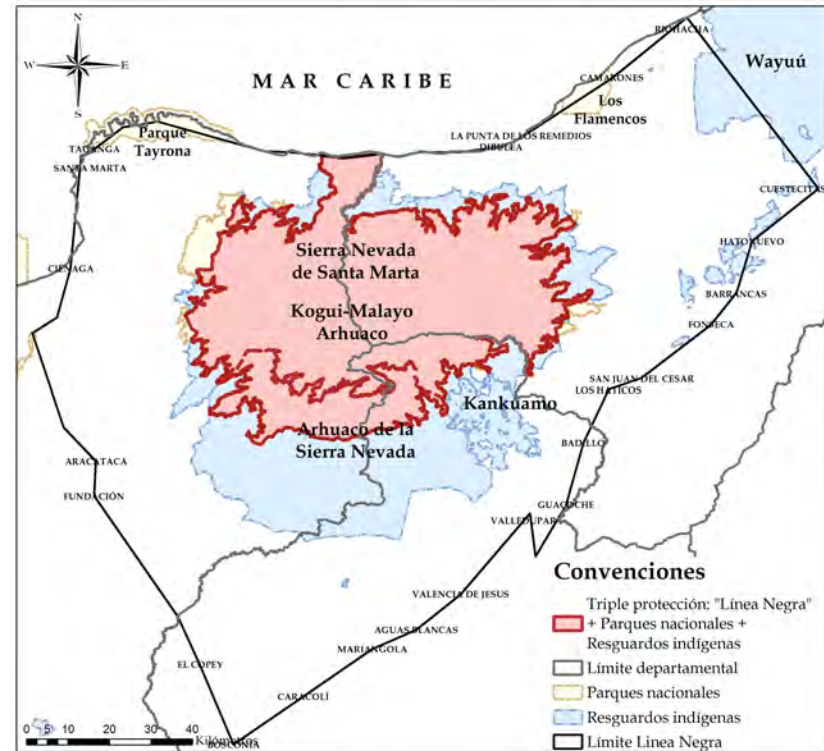 N
W E
S
MAR CARIBE
RIOHACHA
Wayuú
CAMARONES
Los
Flamencos
Parque
Tayrona
LA PUNTA DE LOS REMEDIOS
DIBULLA
TAGANGA
SANTA MARTA
CUESTECITAS
Sierra Nevada
de Santa Marta
HATONUEVO
CIÉNAGA
BARRANCAS
Kogui-Malayo
Arhuaco
FONSECA
SAN JUAN DEL CESAR
LOS HATICOS
Kankuamo
Arhuaco de la
Sierra Nevada
BADILLO
ARACATACA
FUNDACIÓN
GUACOCHE
VALLEDUPAR
VALENCIA DE JESUS
AGUAS BLANCAS
MARIANGOLA
EL COPEY
CARACOLÍ
BOSCONIA
Convenciones
Triple protección: "Línea Negra"
+ Parques nacionales +
Resguardos indígenas
Límite departamental
Parques nacionales
Resguardos indígenas
Límite Linea Negra
0 5 10 20 30 40
Kilómetros